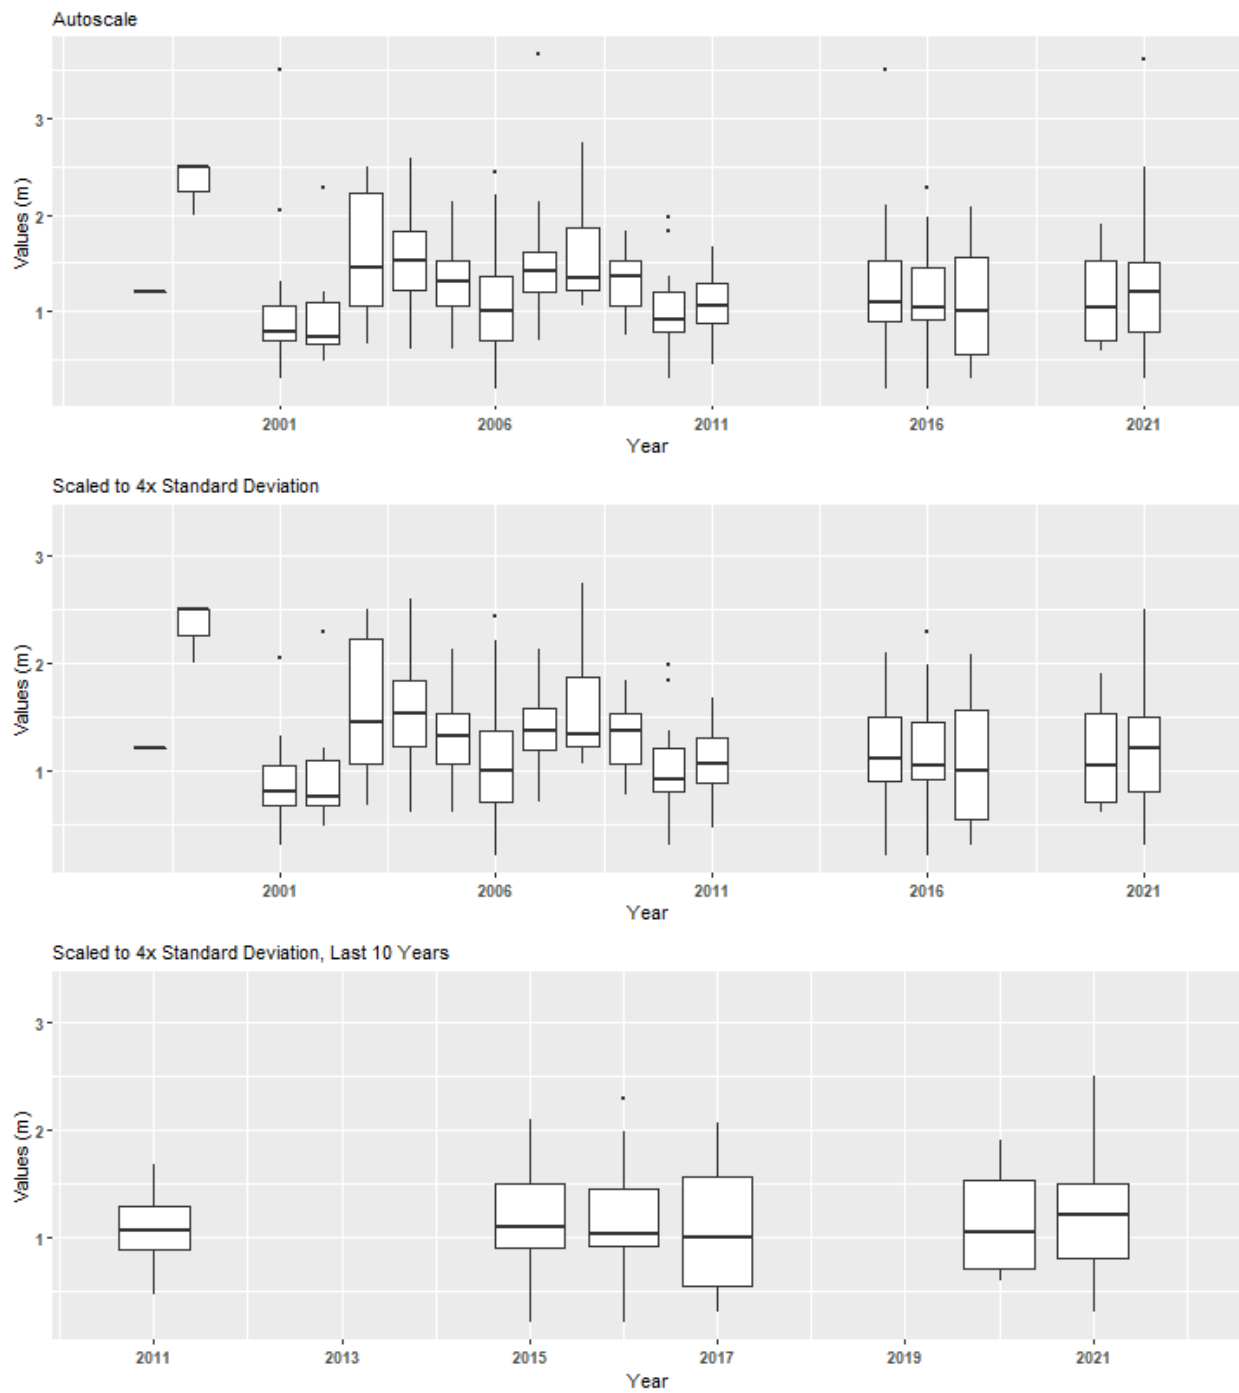 Autoscale
Values (m)
3
2
1
2001 2006 2011 2016 2021
Year
Scaled to 4x Standard Deviation
Values (m)
3
2
1
2001 2006 2011 2016 2021
Year
Scaled to 4x Standard Deviation, Last 10 Years
Values (m)
3
2
1
2011 2013 2015 2017 2019 2021
Year